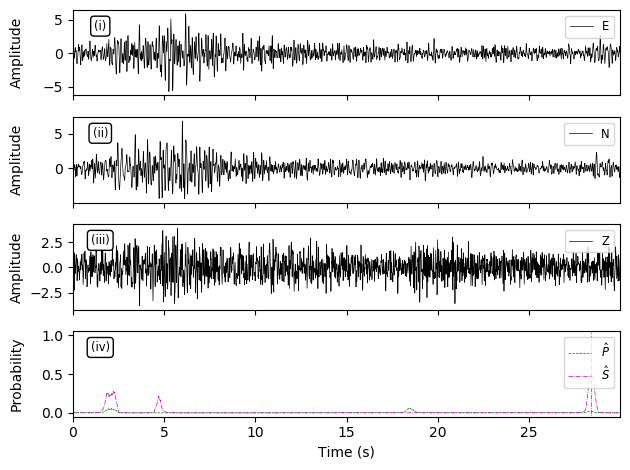 Amplitude
5
0
−5
(i)
E
Amplitude
5
0
(ii)
N
Amplitude
2.5
0.0
−2.5
(iii)
Z
Probability
1.0
0.5
0.0
(iv)
P̂
Ŝ
0 5 10 15 20 25
Time (s)